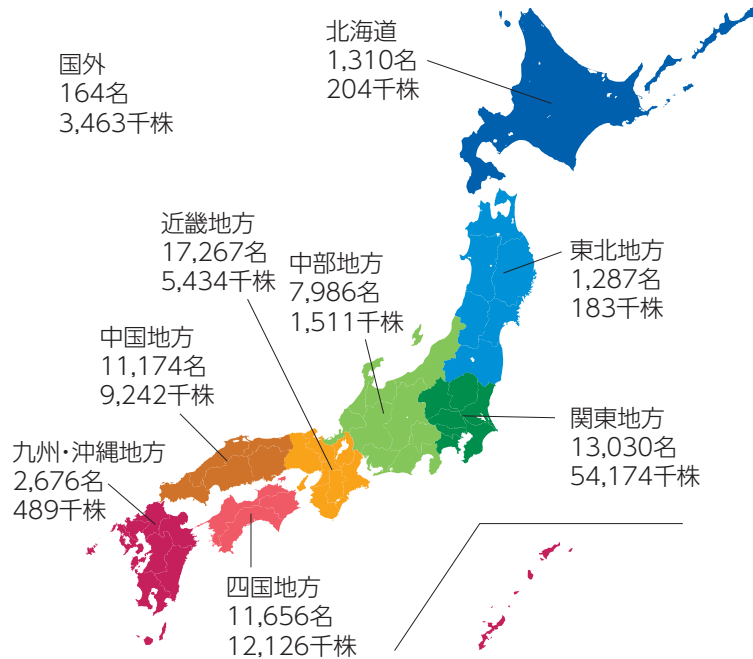 国外
164名
3,463千株
北海道
1,310名
204千株
近畿地方
17,267名
5,434千株
中部地方
7,986名
1,511千株
東北地方
1,287名
183千株
中国地方
11,174名
9,242千株
関東地方
13,030名
54,174千株
九州・沖縄地方
2,676名
489千株
四国地方
11,656名
12,126千株